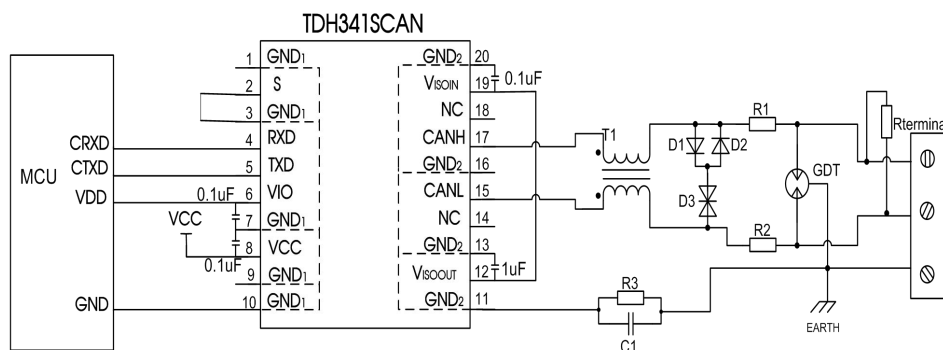 TDH341SCAN
MCU
CRXD
CTXD
VDD
GND
VCC
0.1uF
0.1uF
1 GND1
2 S
3 GND1
4 RXD
5 TXD
6 VIO
7 GND1
8 VCC
9 GND1
10 GND1
GND2 20
VISOIN 19
NC 18
CANH 17
GND2 16
CANL 15
NC 14
GND2 13
VISOOUT 12
GND2 11
0.1uF
1uF
T1
D1
D2
D3
R1
R2
GDT
Rtermina
R3
C1
EARTH